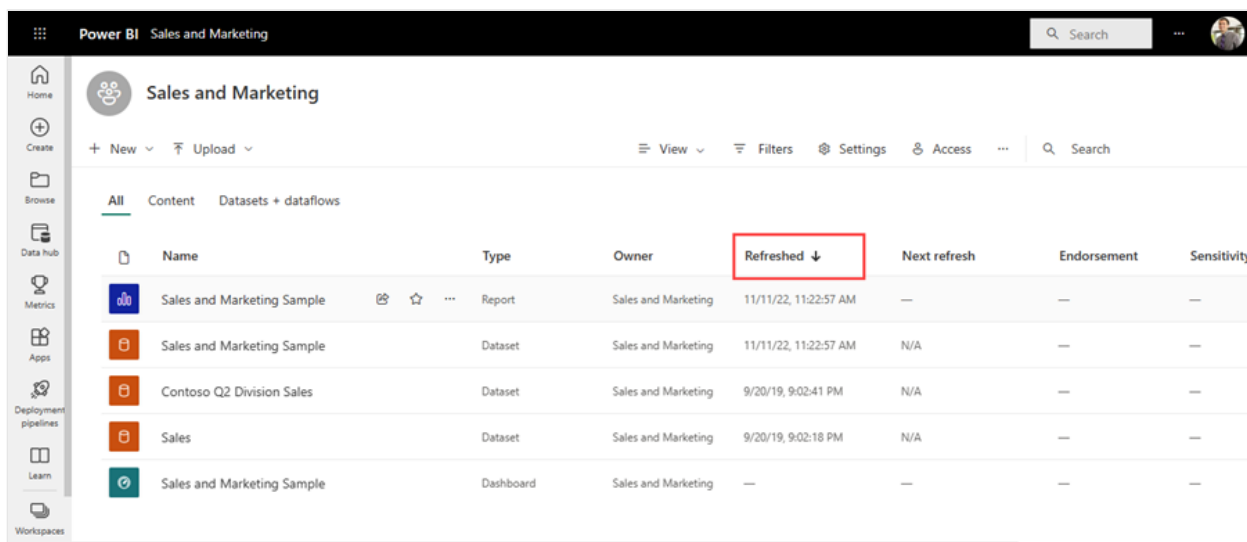 Power BI Sales and Marketing Search ...
Home
Sales and Marketing
Create
+ New Upload View Filters Settings Access ... Search
Browse
All Content Datasets + dataflows
Data hub
Name Type Owner Refreshed ↓ Next refresh Endorsement Sensitivity
Metrics
Sales and Marketing Sample ... Report Sales and Marketing 11/11/22, 11:22:57 AM — — —
Apps
Sales and Marketing Sample Dataset Sales and Marketing 11/11/22, 11:22:57 AM N/A — —
Deployment
pipelines
Contoso Q2 Division Sales Dataset Sales and Marketing 9/20/19, 9:02:41 PM N/A — —
Sales Dataset Sales and Marketing 9/20/19, 9:02:18 PM N/A — —
Learn
Sales and Marketing Sample Dashboard Sales and Marketing — — — —
Workspaces